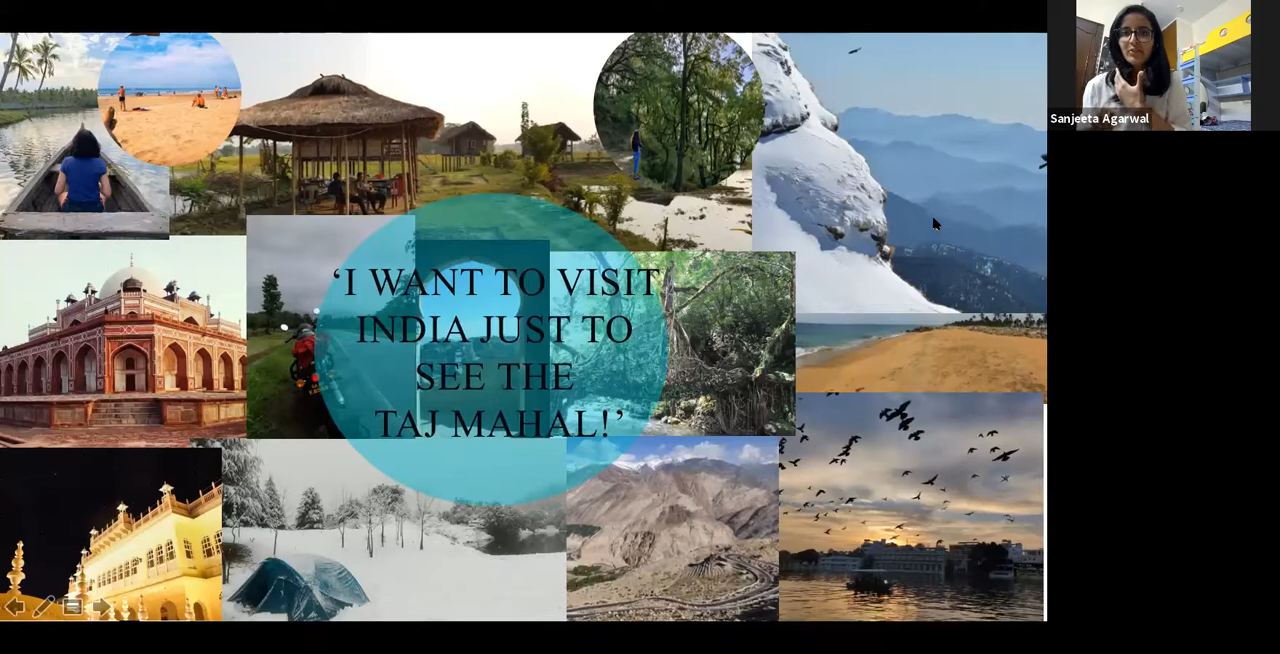 ‘I WANT TO VISIT
INDIA JUST TO
SEE THE
TAJ MAHAL!’
Sanjeeta Agarwal